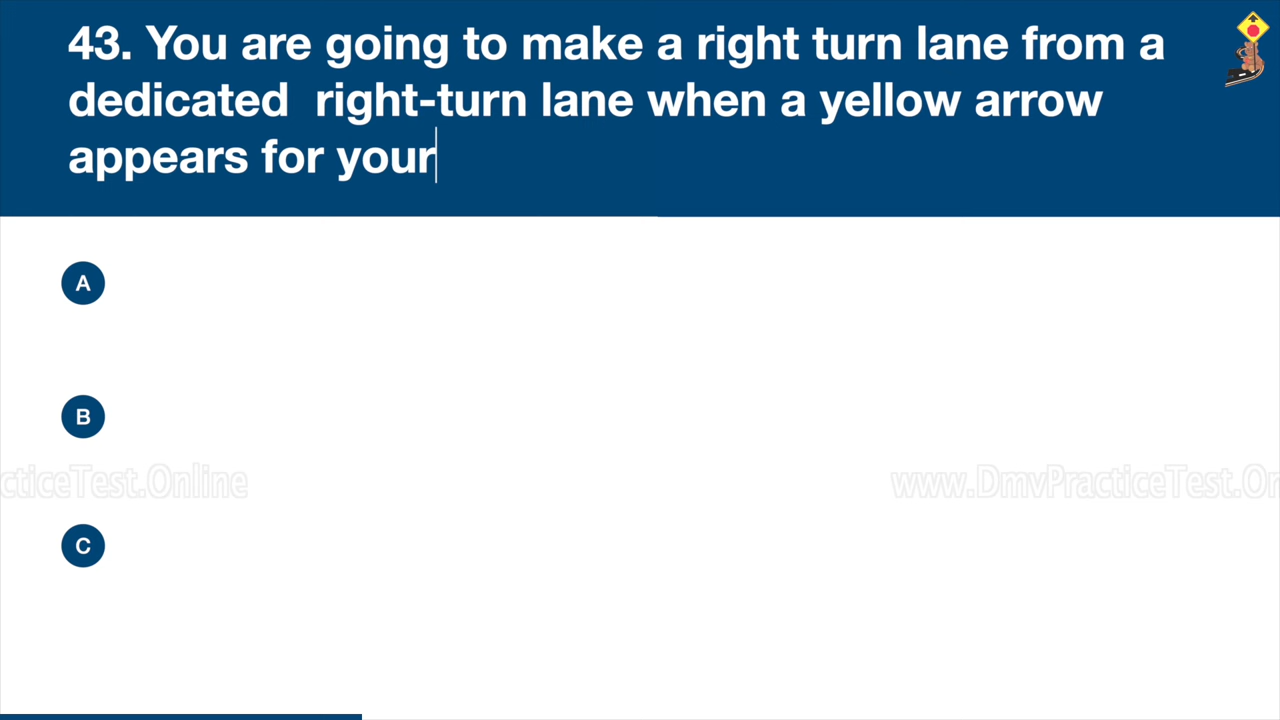 43. You are going to make a right turn lane from a
dedicated  right-turn lane when a yellow arrow
appears for your
A
B
cticeTest.Online www.DmvPracticeTest.On
C